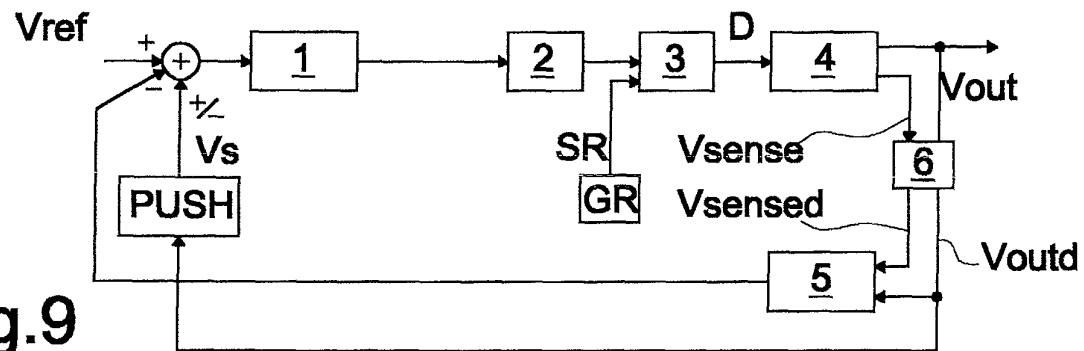 Vref
+
+
−
+/−
Vs
PUSH
1
2
3
D
4
Vout
SR
GR
Vsense
6
Vsensed
Voutd
5
g.9